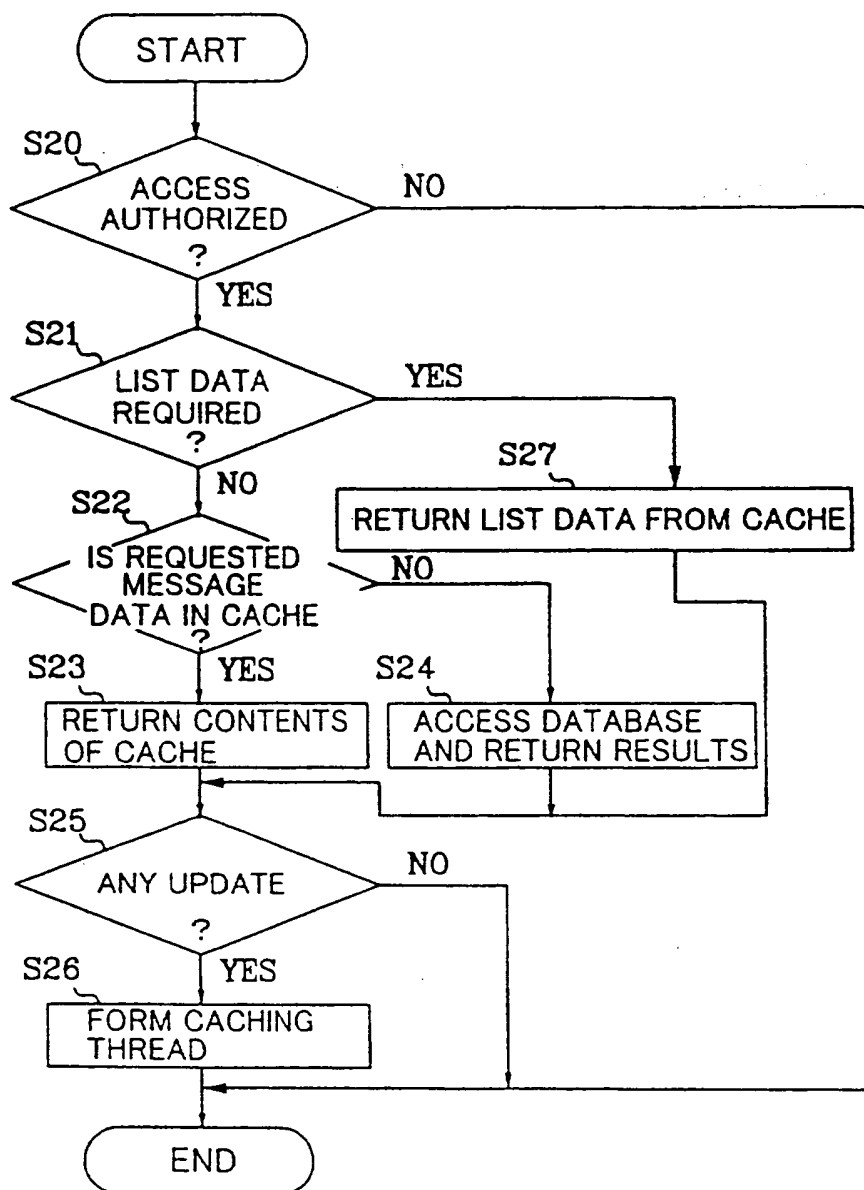 START
S20
ACCESS
AUTHORIZED
?
NO
YES
S21
LIST DATA
REQUIRED
?
YES
NO
S27
RETURN LIST DATA FROM CACHE
S22
IS REQUESTED
MESSAGE
DATA IN CACHE
?
NO
YES
S23
RETURN CONTENTS
OF CACHE
S24
ACCESS DATABASE
AND RETURN RESULTS
S25
ANY UPDATE
?
NO
YES
S26
FORM CACHING
THREAD
END